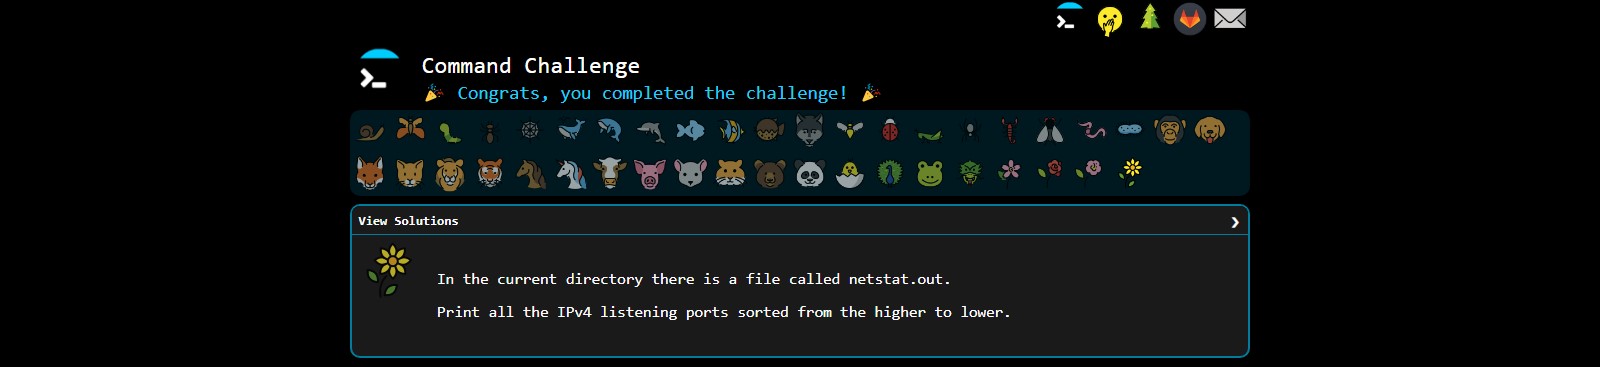 Command Challenge
Congrats, you completed the challenge!
View Solutions
In the current directory there is a file called netstat.out.
Print all the IPv4 listening ports sorted from the higher to lower.